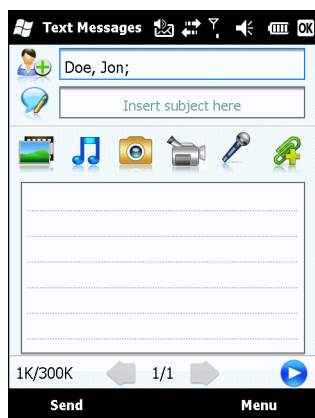 Text Messages OK
Doe, Jon;
Insert subject here
1K/300K 1/1
Send Menu